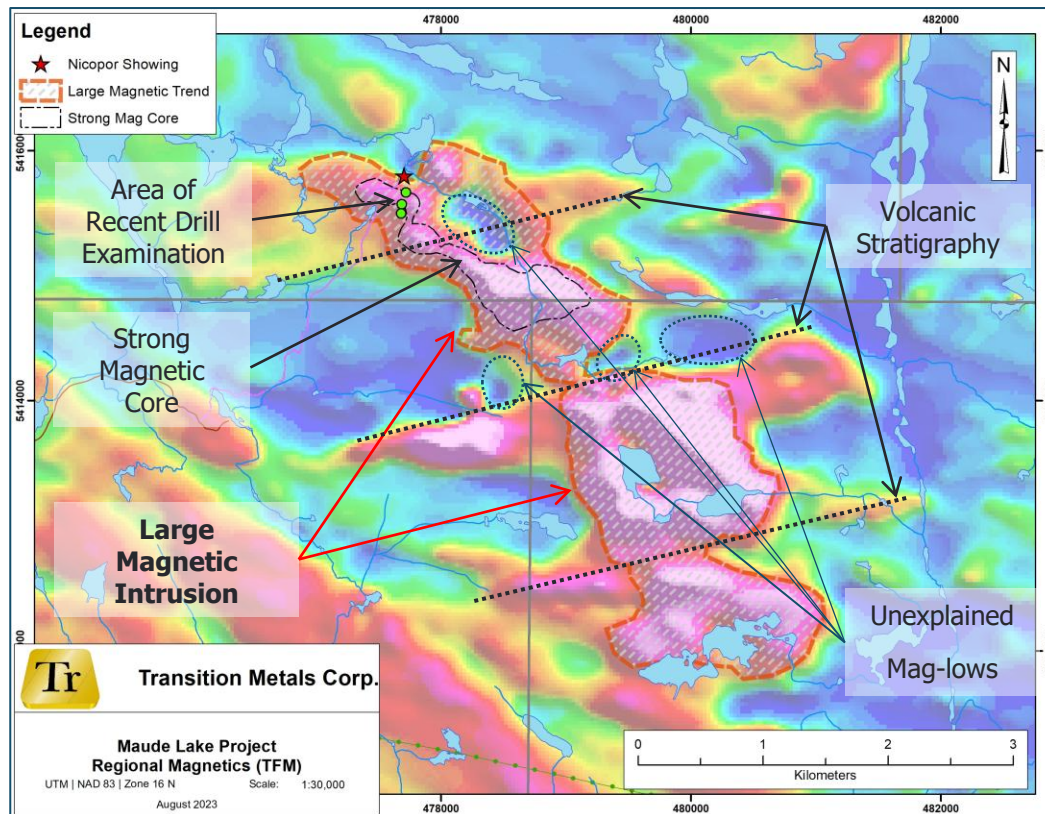 478000
480000
482000
Legend
Nicopor Showing
Large Magnetic Trend
Strong Mag Core
N
5416000
Area of
Recent Drill
Examination
Volcanic
Stratigraphy
Strong
Magnetic
Core
5414000
Large
Magnetic
Intrusion
Unexplained
Mag-lows
Tr
Transition Metals Corp.
Maude Lake Project
Regional Magnetics (TFM)
UTM | NAD 83 | Zone 16 N Scale: 1:30,000
August 2023
0 1 2 3
Kilometers
478000
480000
482000